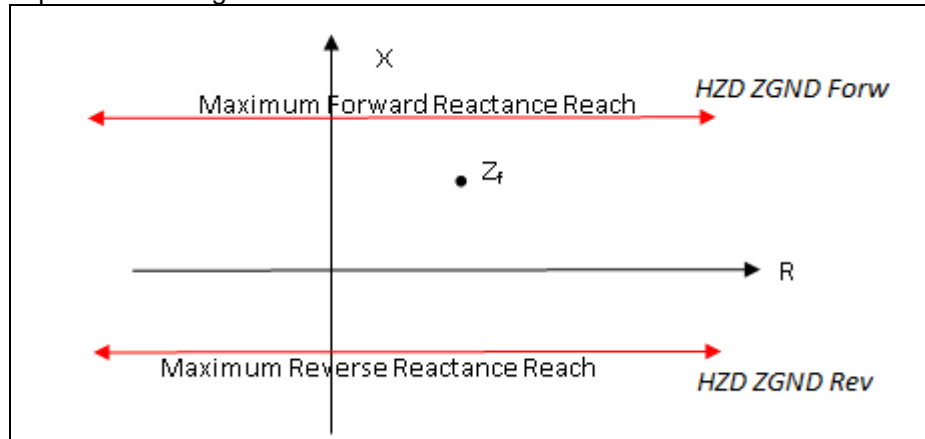 X
HZD ZGND Forw
Maximum Forward Reactance Reach
Zf
R
Maximum Reverse Reactance Reach
HZD ZGND Rev